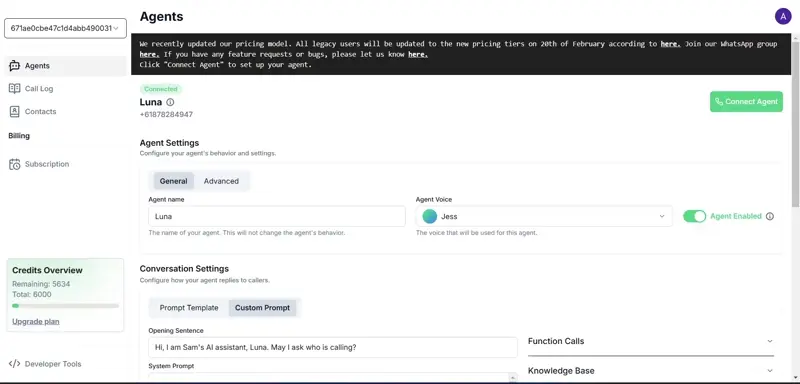 671ae0cbe47c1d4abb490031
Agents
Call Log
Contacts
Billing
Subscription
Credits Overview
Remaining: 5634
Total: 6000
Upgrade plan
Developer Tools
Agents
A
We recently updated our pricing model. All legacy users will be updated to the new pricing tiers on 20th of February according to here. Join our WhatsApp group
here. If you have any feature requests or bugs, please let us know here.
Click "Connect Agent" to set up your agent.
Connected
Luna
+61878284947
Connect Agent
Agent Settings
Configure your agent's behavior and settings.
General Advanced
Agent name
Luna
The name of your agent. This will not change the agent's behavior.
Agent Voice
Jess
The voice that will be used for this agent.
Agent Enabled
Conversation Settings
Configure how your agent replies to callers.
Prompt Template Custom Prompt
Opening Sentence
Hi, I am Sam's AI assistant, Luna. May I ask who is calling?
System Prompt
Function Calls
Knowledge Base